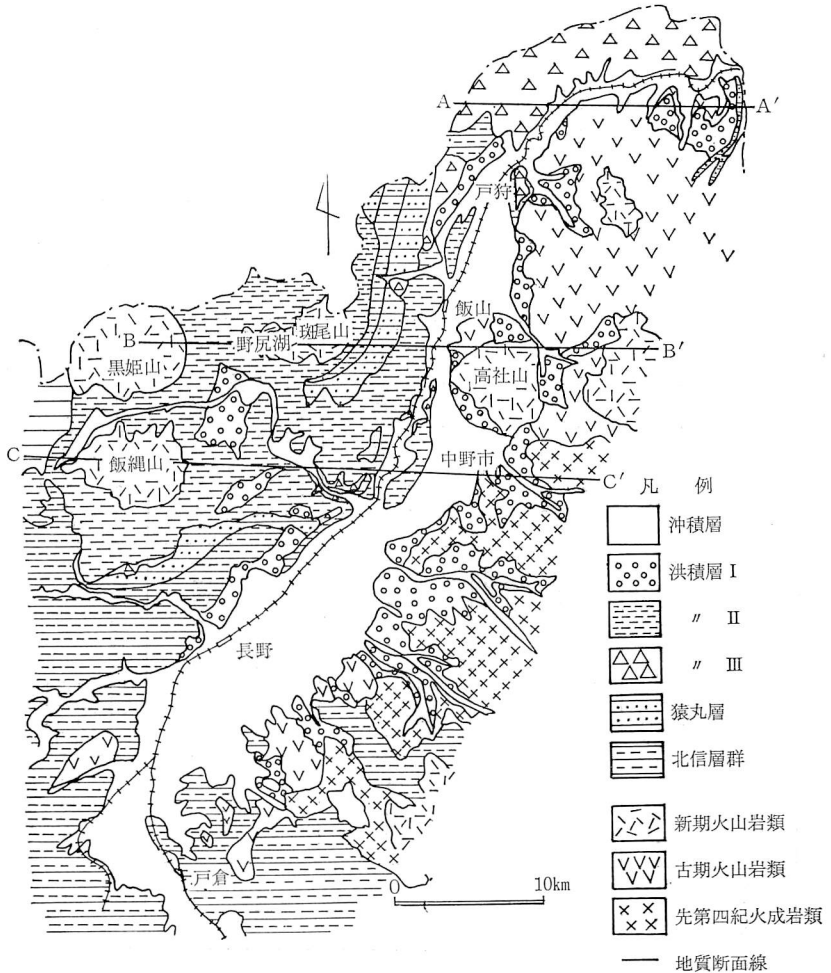 A
A′
戸狩
飯山
B
野尻湖
斑尾山
B′
黒姫山
高社山
C
飯縄山
中野市
C′
凡 例
沖積層
洪積層 I
〃 II
〃 III
長野
猿丸層
北信層群
新期火山岩類
古期火山岩類
戸倉
0
10km
先第四紀火成岩類
地質断面線